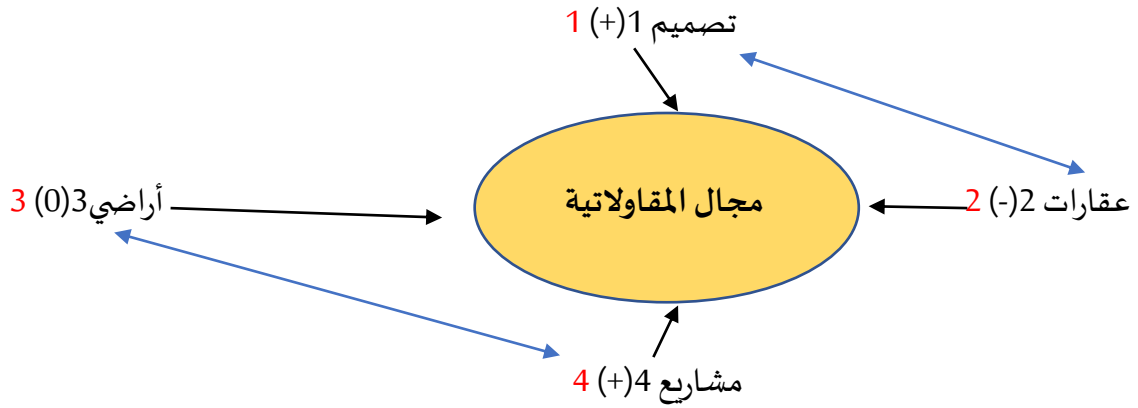 تصميم 1(+) 1
عقارات 2(-) 2
مجال المقاولاتية
أراضي3(0) 3
مشاريع 4(+) 4